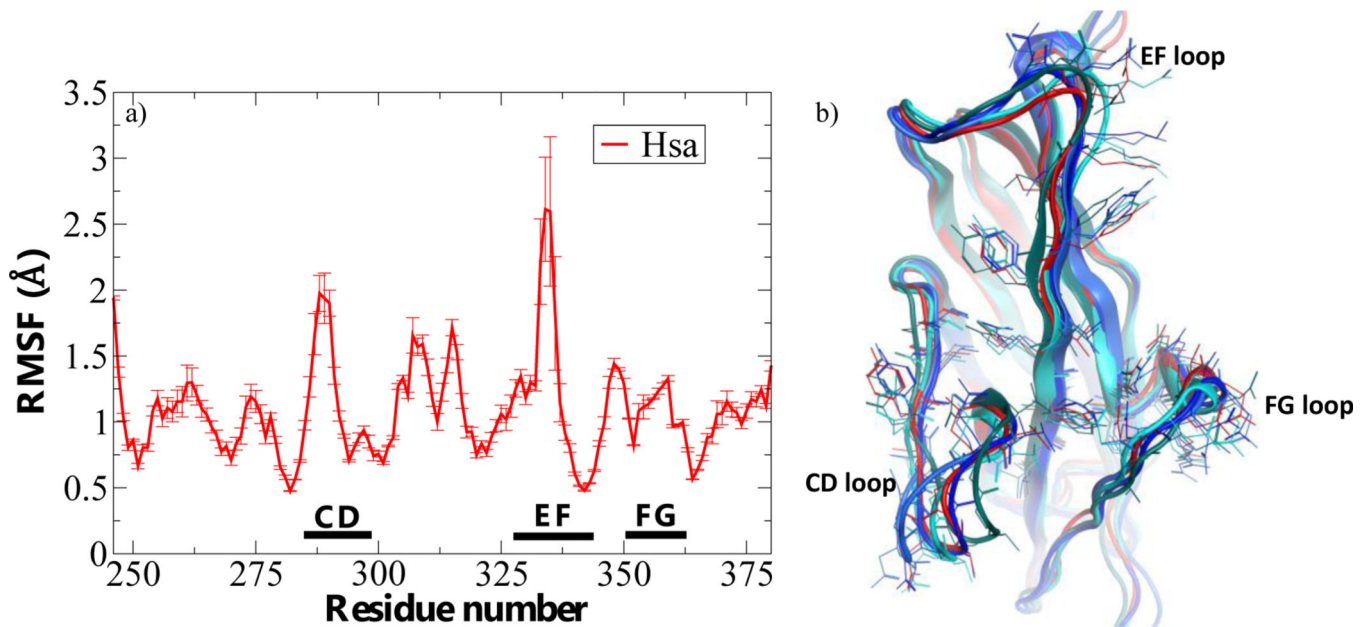 a)
Hsa
RMSF (Å)
3.5
3
2.5
2
1.5
1
0.5
0
CD
EF
FG
250
275
300
325
350
375
Residue number
b)
EF loop
FG loop
CD loop